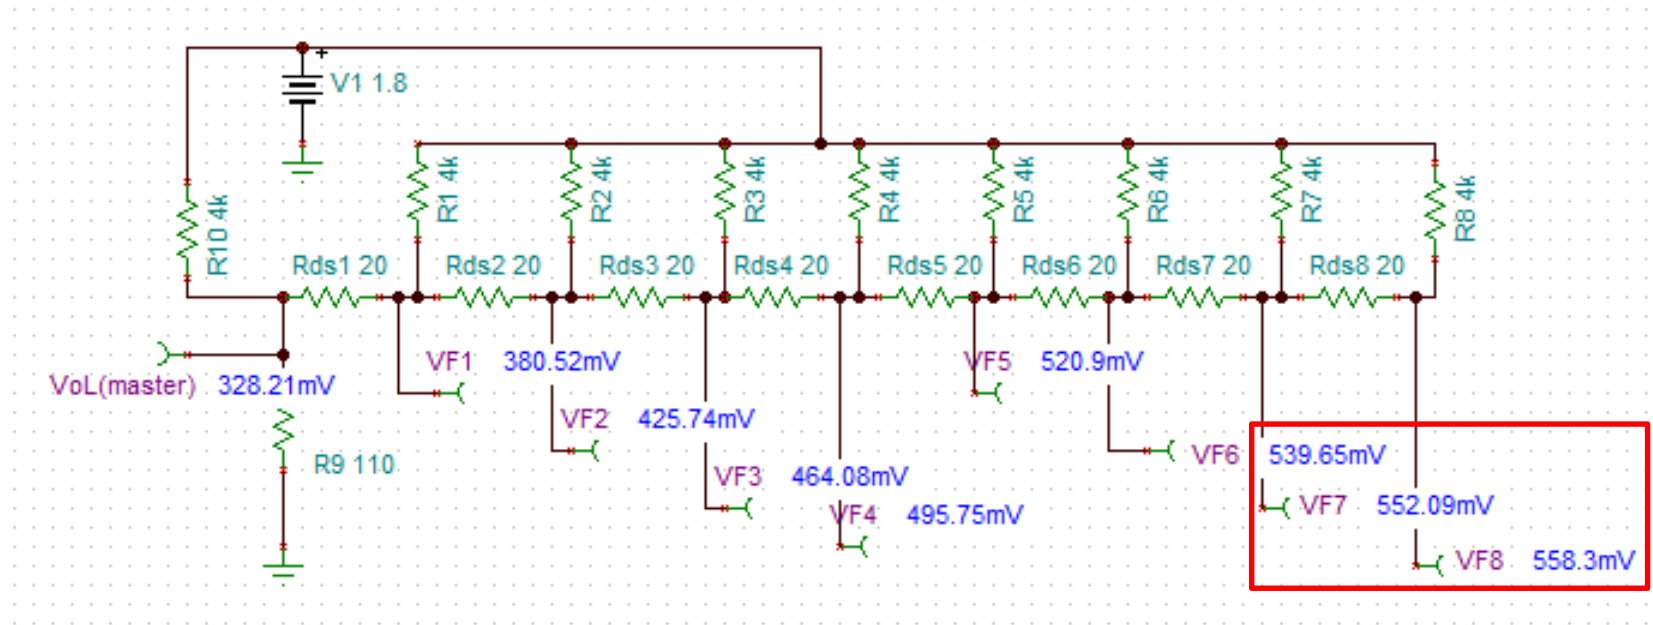 +
V1 1.8
R10 4k
R1 4k
R2 4k
R3 4k
R4 4k
R5 4k
R6 4k
R7 4k
R8 4k
Rds1 20
Rds2 20
Rds3 20
Rds4 20
Rds5 20
Rds6 20
Rds7 20
Rds8 20
VoL(master) 328.21mV
VF1 380.52mV
VF5 520.9mV
VF2 425.74mV
R9 110
VF6 539.65mV
VF3 464.08mV
VF4 495.75mV
VF7 552.09mV
VF8 558.3mV